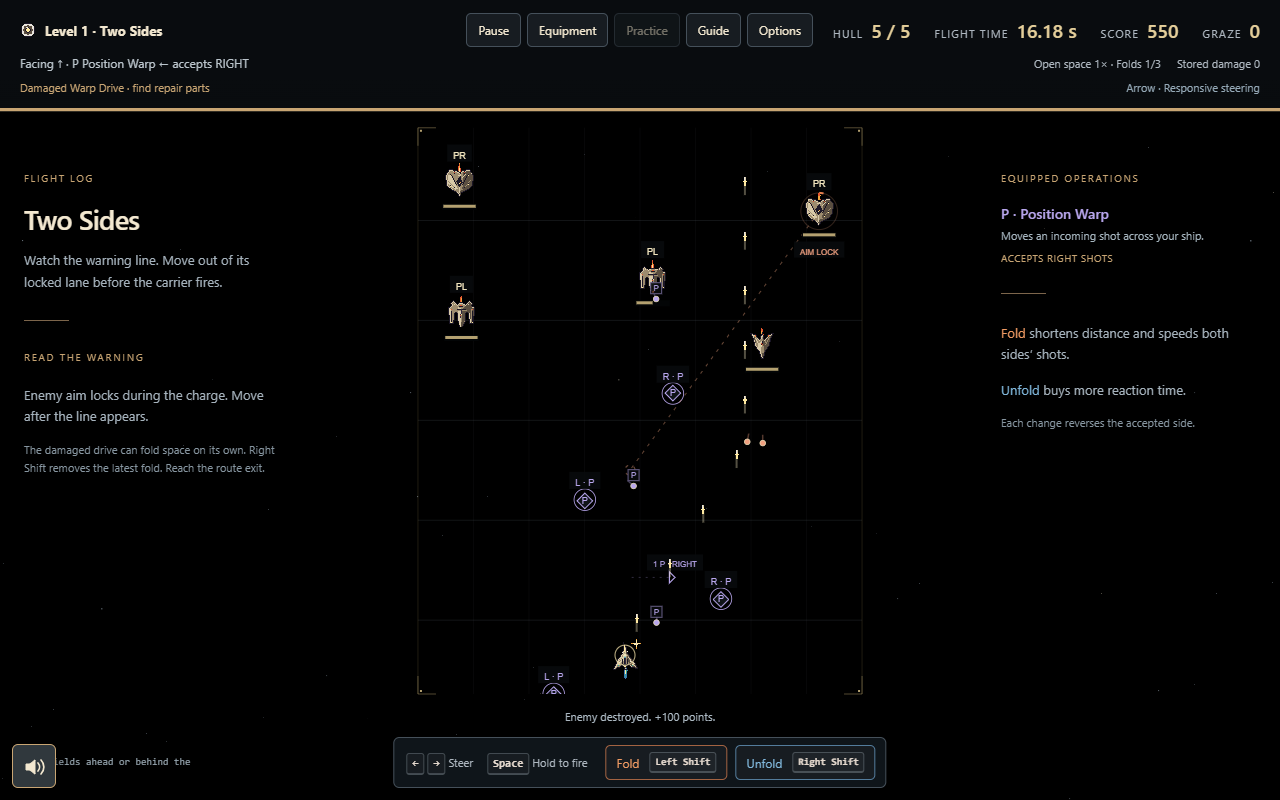 Level 1 · Two Sides
Pause
Equipment
Practice
Guide
Options
HULL 5 / 5
FLIGHT TIME 16.18 s
SCORE 550
GRAZE 0
Facing ↑ · P Position Warp ← accepts RIGHT
Open space 1× · Folds 1/3
Stored damage 0
Damaged Warp Drive · find repair parts
Arrow · Responsive steering
FLIGHT LOG
Two Sides
Watch the warning line. Move out of its
locked lane before the carrier fires.
READ THE WARNING
Enemy aim locks during the charge. Move
after the line appears.
The damaged drive can fold space on its own. Right
Shift removes the latest fold. Reach the route exit.
PR
PR
AIM LOCK
PL
P
PL
R · P
P
P
L · P
P
1 P RIGHT
R · P
P
P
L · P
P
EQUIPPED OPERATIONS
P · Position Warp
Moves an incoming shot across your ship.
ACCEPTS RIGHT SHOTS
Fold shortens distance and speeds both
sides' shots.
Unfold buys more reaction time.
Each change reverses the accepted side.
Enemy destroyed. +100 points.
← → Steer
Space Hold to fire
Fold Left Shift
Unfold Right Shift
ields ahead or behind the